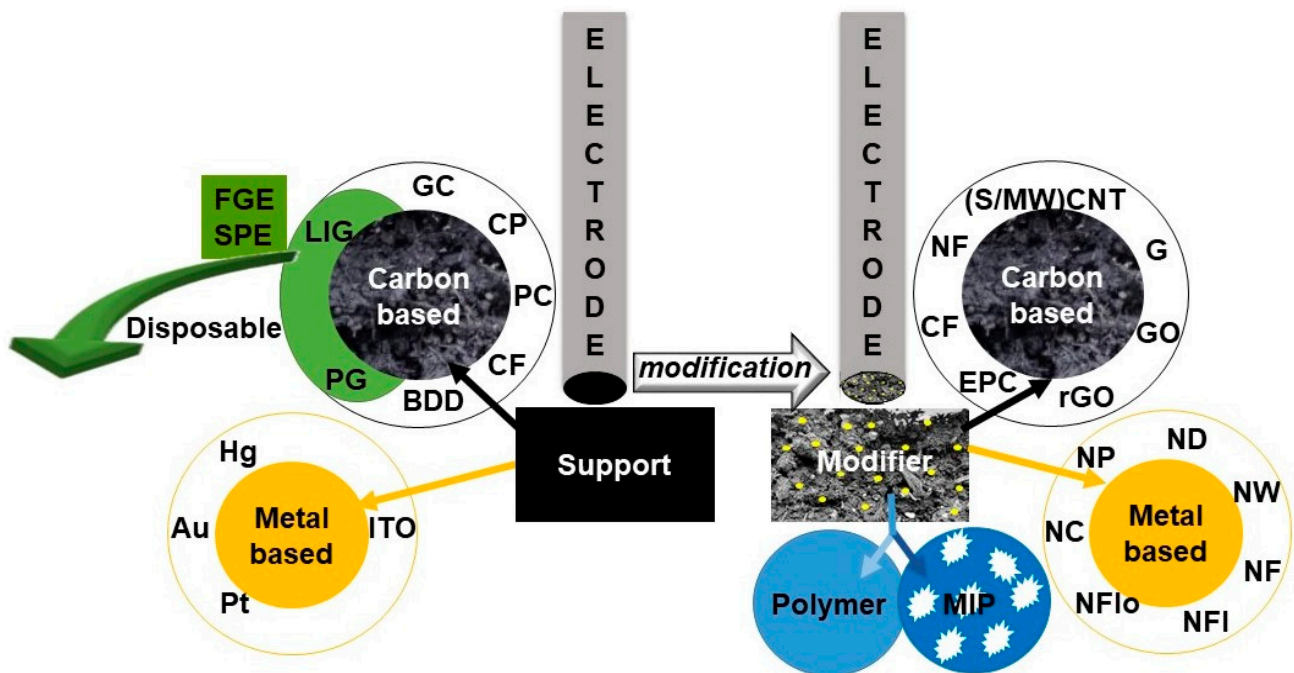 ELECTRODE
FGE
SPE
LIG
GC
CP
PC
CF
BDD
PG
Carbon
based
Disposable
Hg
Au
Pt
ITO
Metal
based
Support
modification
ELECTRODE
Modifier
(S/MW)CNT
NF
G
CF
GO
EPC
rGO
Carbon
based
NP
ND
NW
NC
NF
NFlo
NFl
Metal
based
Polymer
MIP